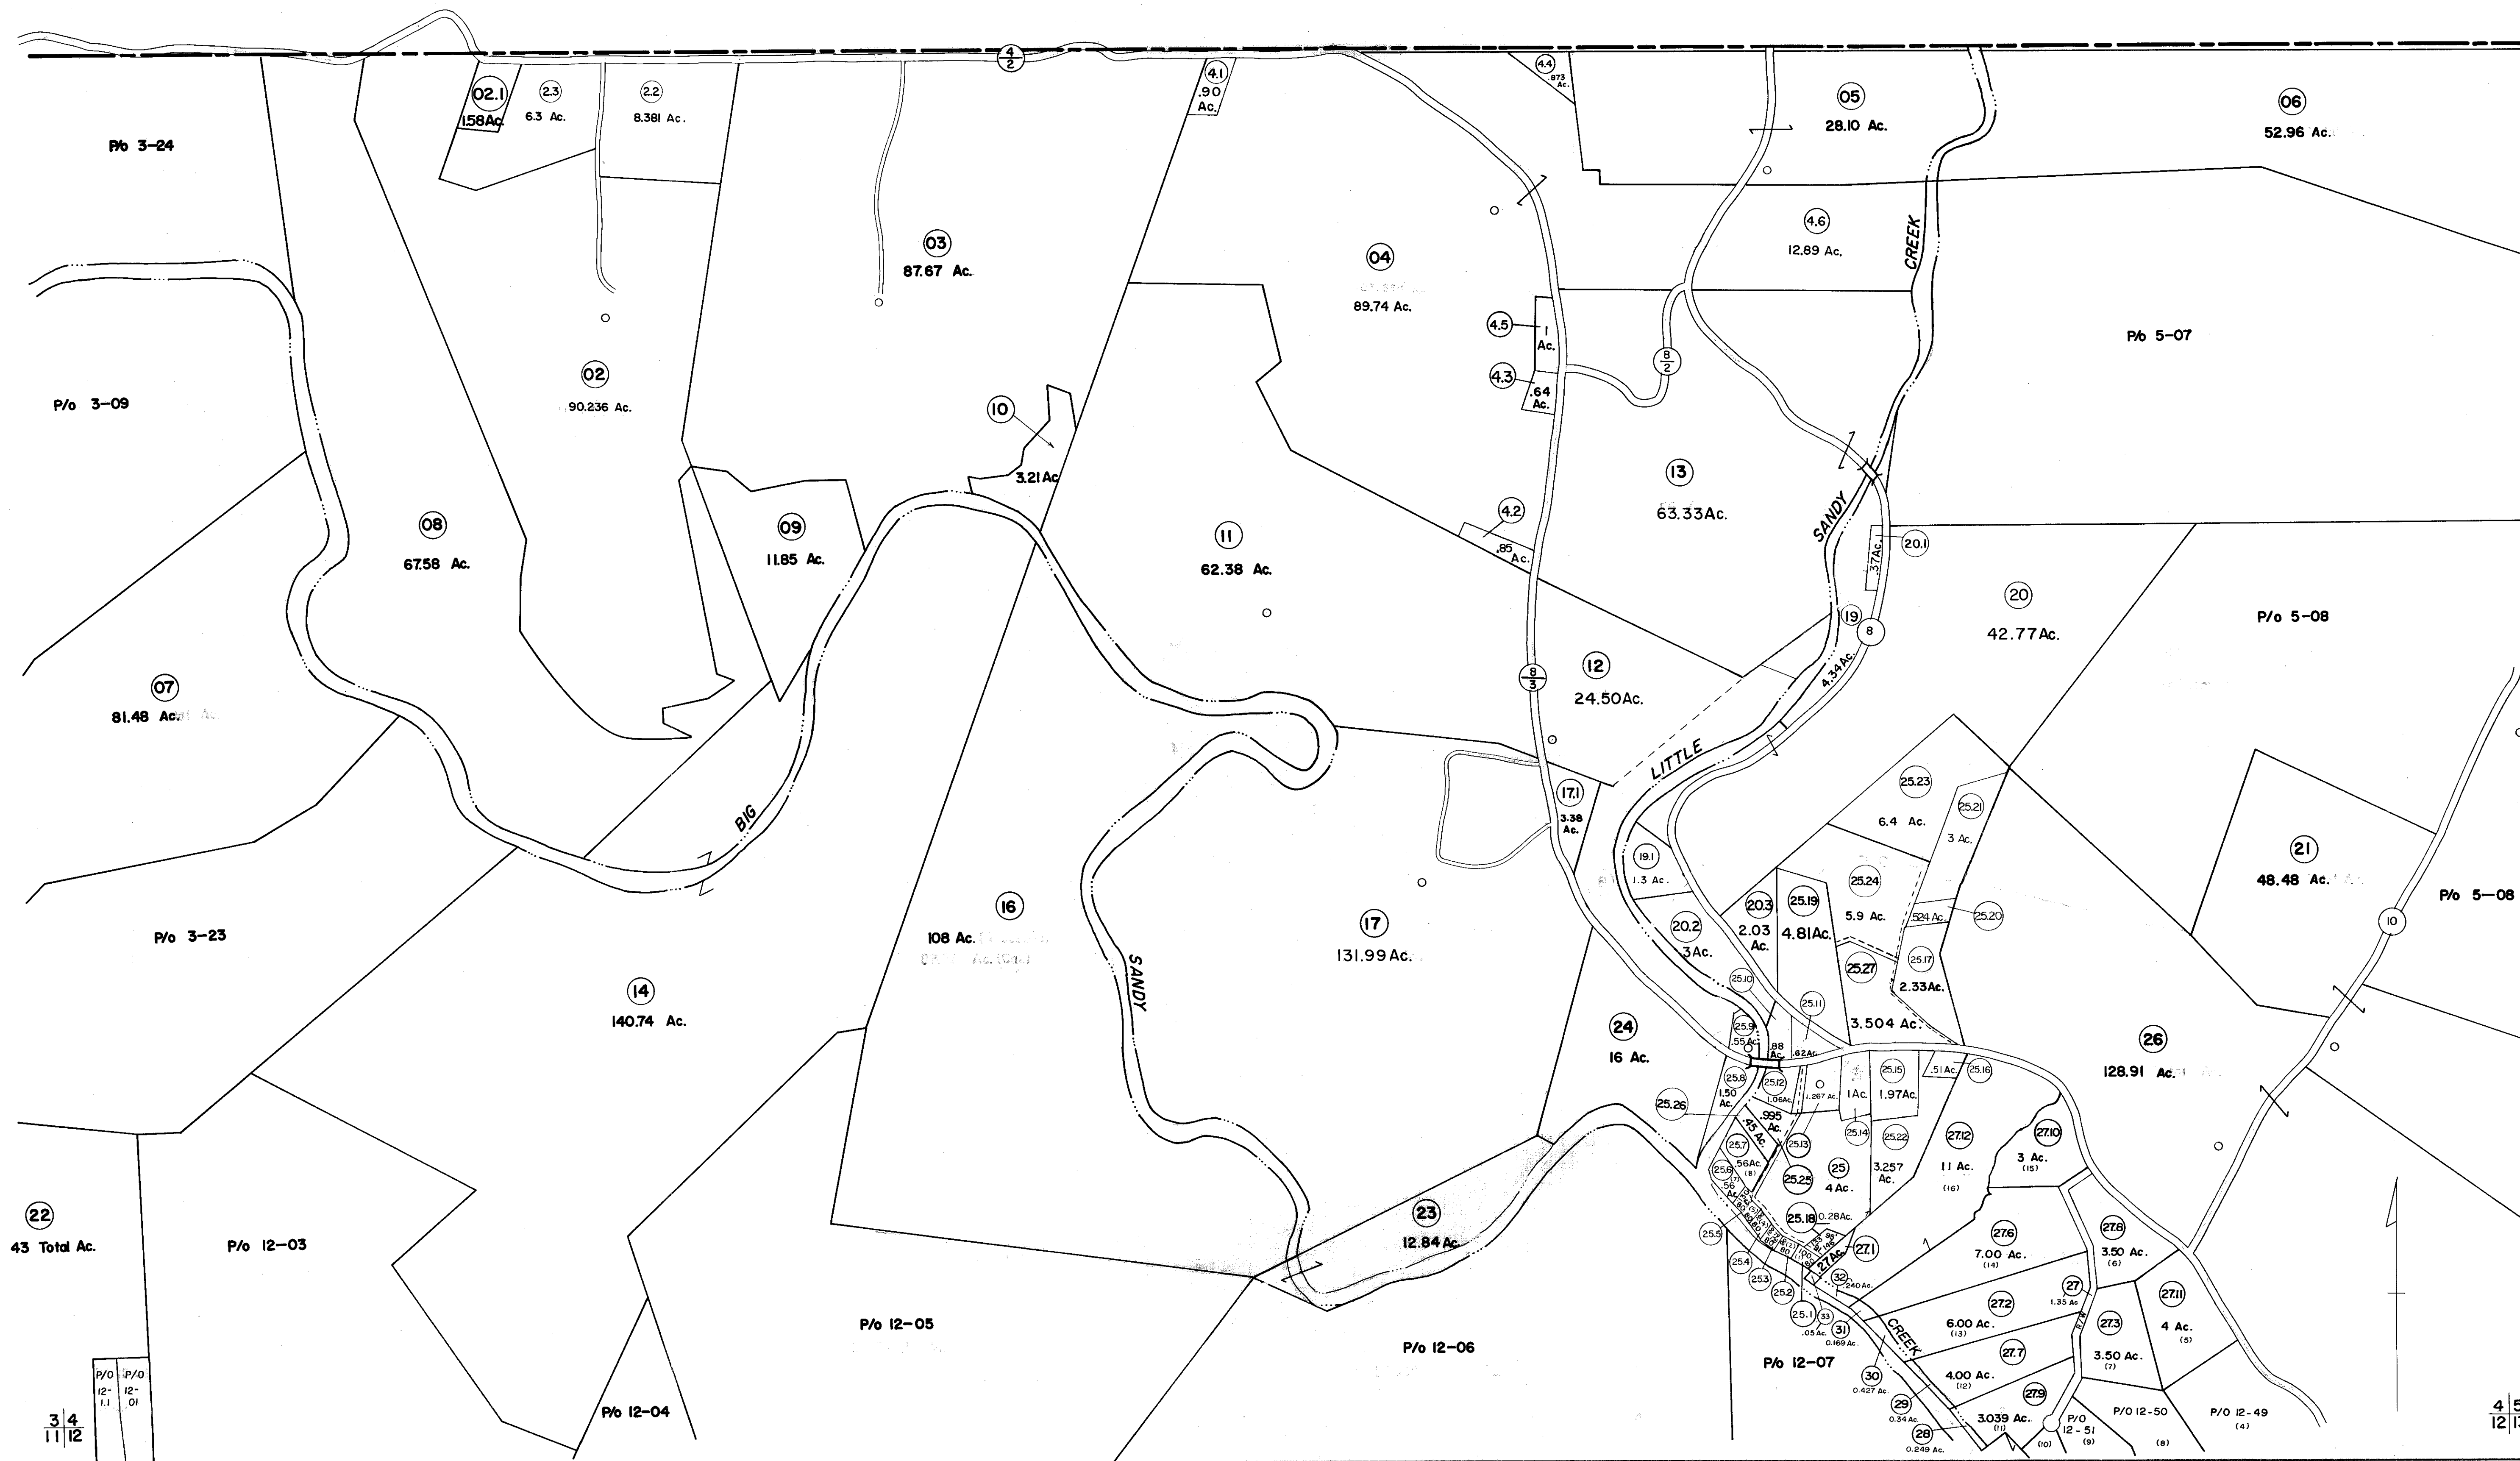 4
2
4.4
.873
Ac.
4.1
.90
Ac.
02.1
1.58Ac.
2.3
6.3 Ac.
2.2
8.381 Ac.
05
28.10 Ac.
06
52.96 Ac.
P/o 3-24
03
87.67 Ac.
04
89.74 Ac.
4.6
12.89 Ac.
CREEK
4.5
1
Ac.
8
2
P/o 5-07
4.3
.64
Ac.
02
90.236 Ac.
P/o 3-09
10
3.21 Ac
13
63.33Ac.
SANDY
4.2
.85
Ac.
08
67.58 Ac.
09
11.85 Ac.
11
62.38 Ac.
.37Ac.
20.1
20
42.77Ac.
P/o 5-08
19
8
4.34 Ac.
07
81.48 Ac.
8
3
12
24.50Ac.
LITTLE
BIG
17.1
3.38
Ac.
25.23
6.4 Ac.
25.21
3 Ac.
21
48.48 Ac.
P/o 5-08
10
19.1
1.3 Ac.
25.24
5.9 Ac.
.524 Ac.
25.20
20.3
2.03
Ac.
25.19
4.81Ac.
20.2
3Ac.
P/o 3-23
16
108 Ac.
17
131.99Ac.
SANDY
14
140.74 Ac.
25.27
3.504 Ac.
25.17
2.33Ac.
25.10
25.11
25.9
.55 Ac.
.88
Ac.
.62Ac.
24
16 Ac.
26
128.91 Ac.
25.8
1.50
Ac.
25.12
1.06Ac.
1.267 Ac.
1 Ac.
25.15
1.97Ac.
.51 Ac.
25.16
25.26
.995
Ac.
.45 Ac.
25.13
25.14
25.22
3.257
Ac.
27.12
11 Ac.
(16)
27.10
3 Ac.
(15)
25.7
.56Ac.
(8)
25.6
(7)
.56
Ac.
25.25
25
4 Ac.
22
43 Total Ac.
P/o 12-03
23
12.84 Ac.
25.18
0.28Ac.
25.5
25.4
25.3
25.2
25.1
27.1
.27Ac.
27.6
7.00 Ac.
(14)
27.8
3.50 Ac.
(6)
32
.240 Ac.
33
.05 Ac.
31
0.169 Ac.
27
1.35 Ac
R/W
27.2
6.00 Ac.
(13)
27.11
4 Ac.
(5)
27.3
3.50 Ac.
(7)
CREEK
27.7
4.00 Ac.
(12)
P/o 12-05
P/o 12-06
P/o 12-07
30
0.427 Ac.
29
0.34 Ac.
28
0.249 Ac.
27.9
3.039 Ac.
(11)
(10)
P/O
12-51
(9)
P/O 12-50
(8)
P/O 12-49
(4)
P/O
12-
1.1
P/O
12-
01
P/o 12-04
3 4
11 12
4 5
12